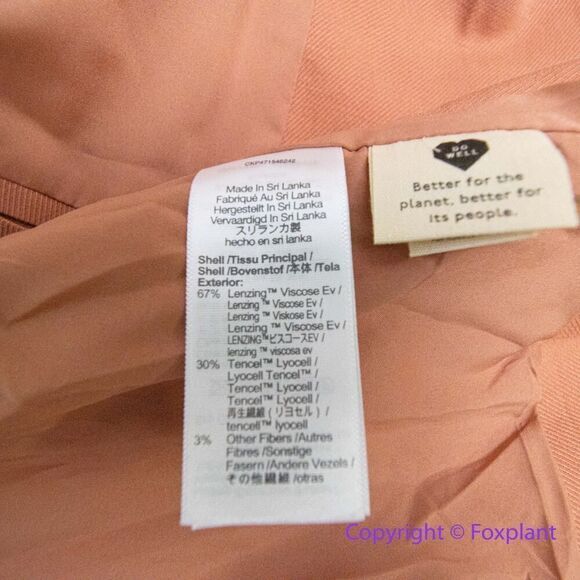 CKP471546242
Made In Sri Lanka
Fabriqué Au Sri Lanka
Hergestellt In Sri Lanka
Vervaardigd In Sri Lanka
スリランカ製
hecho en sri lanka
Shell /Tissu Principal /
Shell /Bovenstof /本体 /Tela
Exterior:
67% Lenzing™ Viscose Ev /
Lenzing™ Viscose Ev /
Lenzing™ Viskose Ev /
Lenzing™ Viscose Ev /
LENZING™ビスコースEV /
lenzing™ viscosa ev
30% Tencel™ Lyocell /
Lyocell Tencel™ /
Tencel™ Lyocell /
Tencel™ Lyocell /
再生繊維 (リヨセル) /
tencell™ lyocell
3% Other Fibers /Autres
Fibres /Sonstige
Fasern /Andere Vezels /
その他繊維 /otras
DO
WELL
Better for the
planet, better for
its people.
Copyright © Foxplant